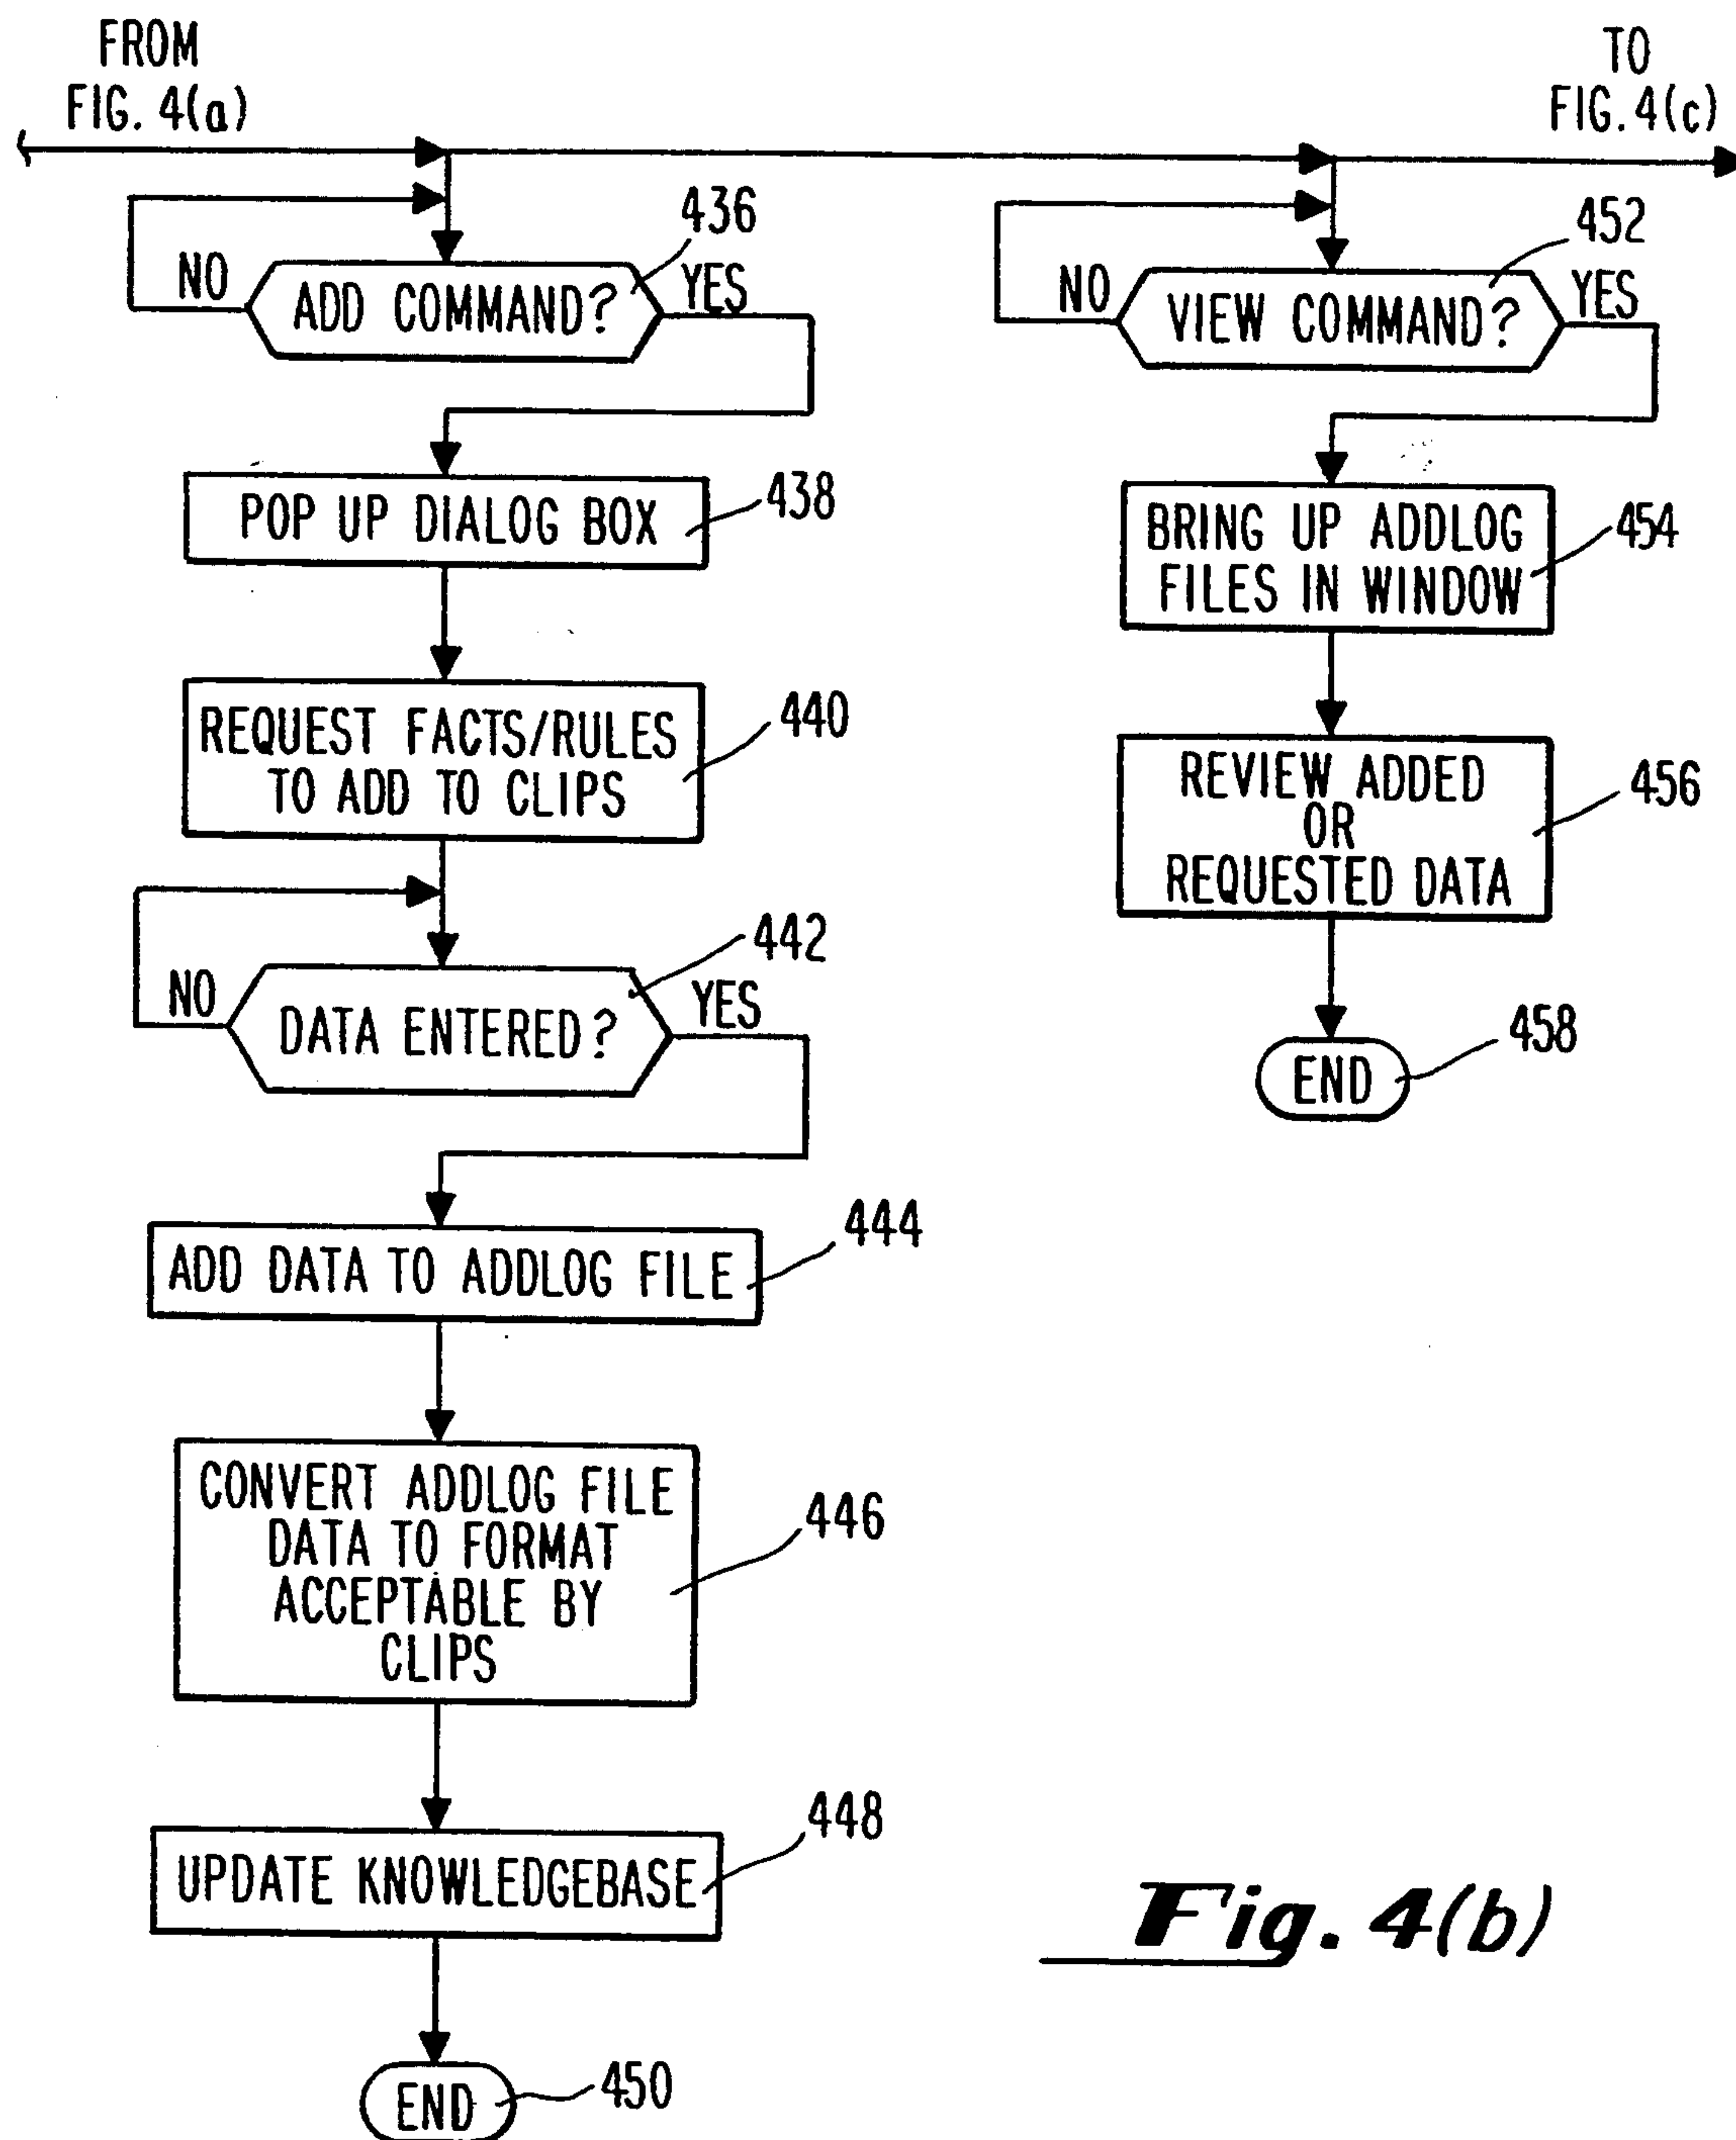 FROM
FIG. 4(a)
TO
FIG. 4(c)
436
NO
ADD COMMAND?
YES
438
POP UP DIALOG BOX
440
REQUEST FACTS/RULES
TO ADD TO CLIPS
442
NO
DATA ENTERED?
YES
444
ADD DATA TO ADDLOG FILE
446
CONVERT ADDLOG FILE
DATA TO FORMAT
ACCEPTABLE BY
CLIPS
448
UPDATE KNOWLEDGEBASE
450
END
452
NO
VIEW COMMAND?
YES
454
BRING UP ADDLOG
FILES IN WINDOW
456
REVIEW ADDED
OR
REQUESTED DATA
458
END
Fig. 4(b)